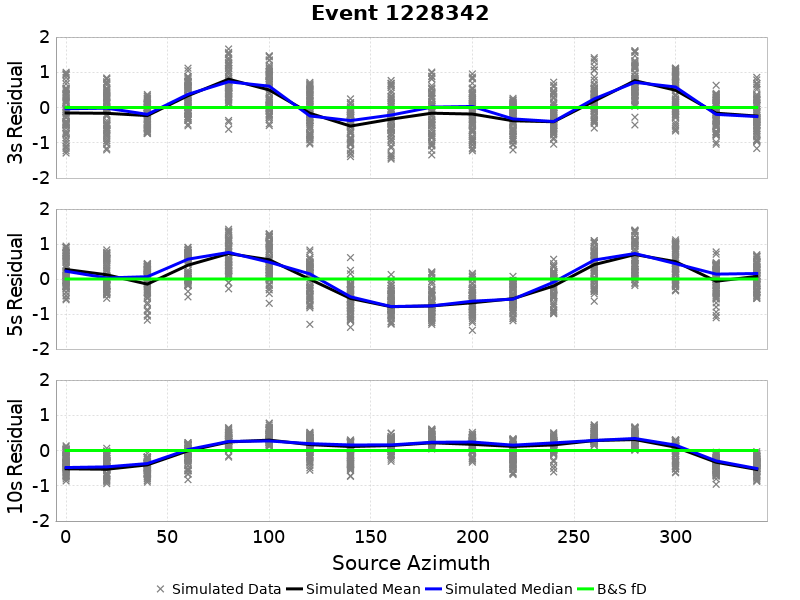 Event 1228342
3s Residual
2
1
0
-1
-2
5s Residual
2
1
0
-1
-2
10s Residual
2
1
0
-1
-2
0 50 100 150 200 250 300
Source Azimuth
Simulated Data Simulated Mean Simulated Median B&S fD